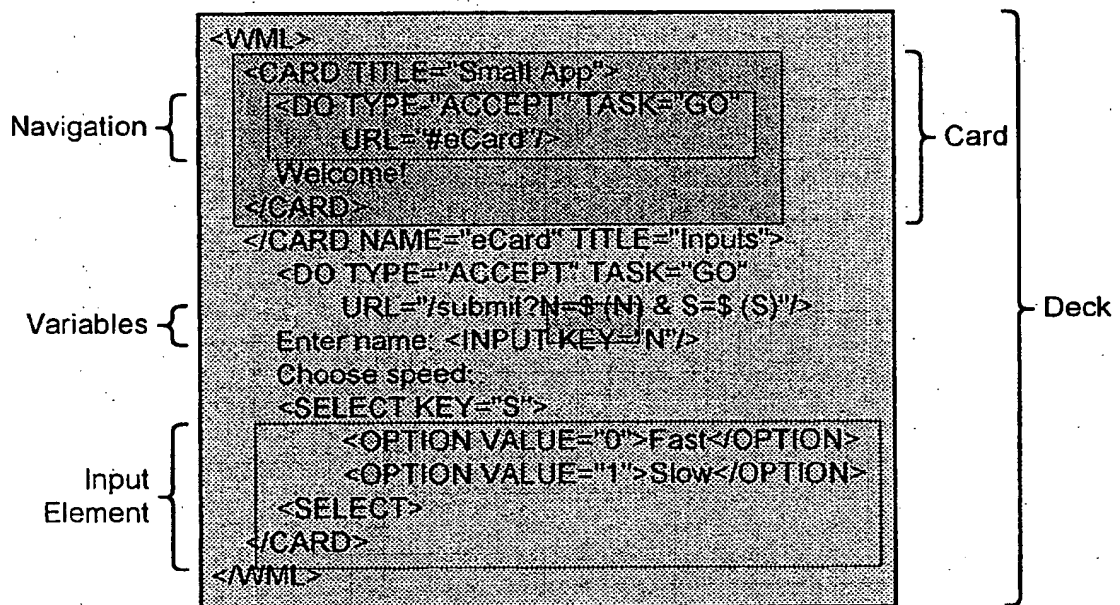 <WML>
<CARD TITLE="Small App">
<DO TYPE="ACCEPT" TASK="GO"
URL="#eCard"/>
Welcome!
</CARD>
</CARD NAME="eCard" TITLE="Inputs">
<DO TYPE="ACCEPT" TASK="GO"
URL="/submit?N=$ (N) & S=$ (S)"/>
Enter name: <INPUT KEY="N"/>
Choose speed:
<SELECT KEY="S">
<OPTION VALUE="0">Fast</OPTION>
<OPTION VALUE="1">Slow</OPTION>
<SELECT>
</CARD>
</WML>
Navigation
Variables
Input
Element
Card
Deck